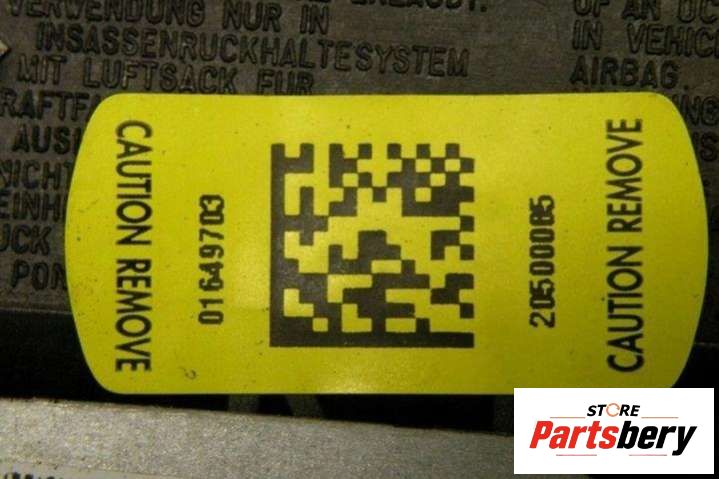 VERWENDUNG NUR IN
INSASSENRUCKHALTESYSTEM
MIT LUFTSACK FUR
IN VEHIC
AIRBAG
CAUTION REMOVE
01649703
20500085
CAUTION REMOVE
STORE
Partsbery